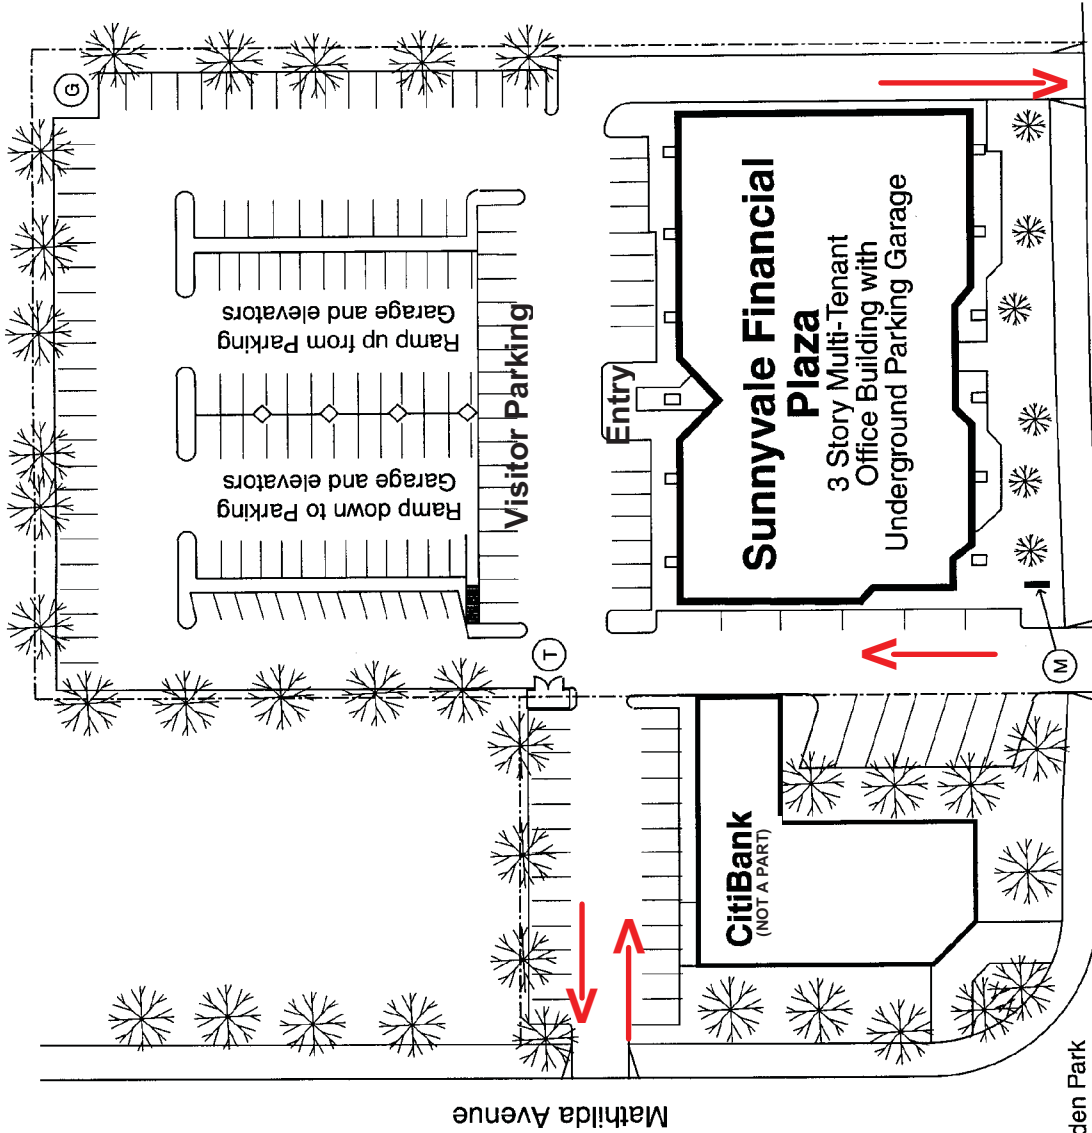 G
Ramp up from Parking
Garage and elevators
Ramp down to Parking
Garage and elevators
Visitor Parking
Entry
Sunnyvale Financial
Plaza
3 Story Multi-Tenant
Office Building with
Underground Parking Garage
T
M
CitiBank
(NOT A PART)
Mathilda Avenue
den Park